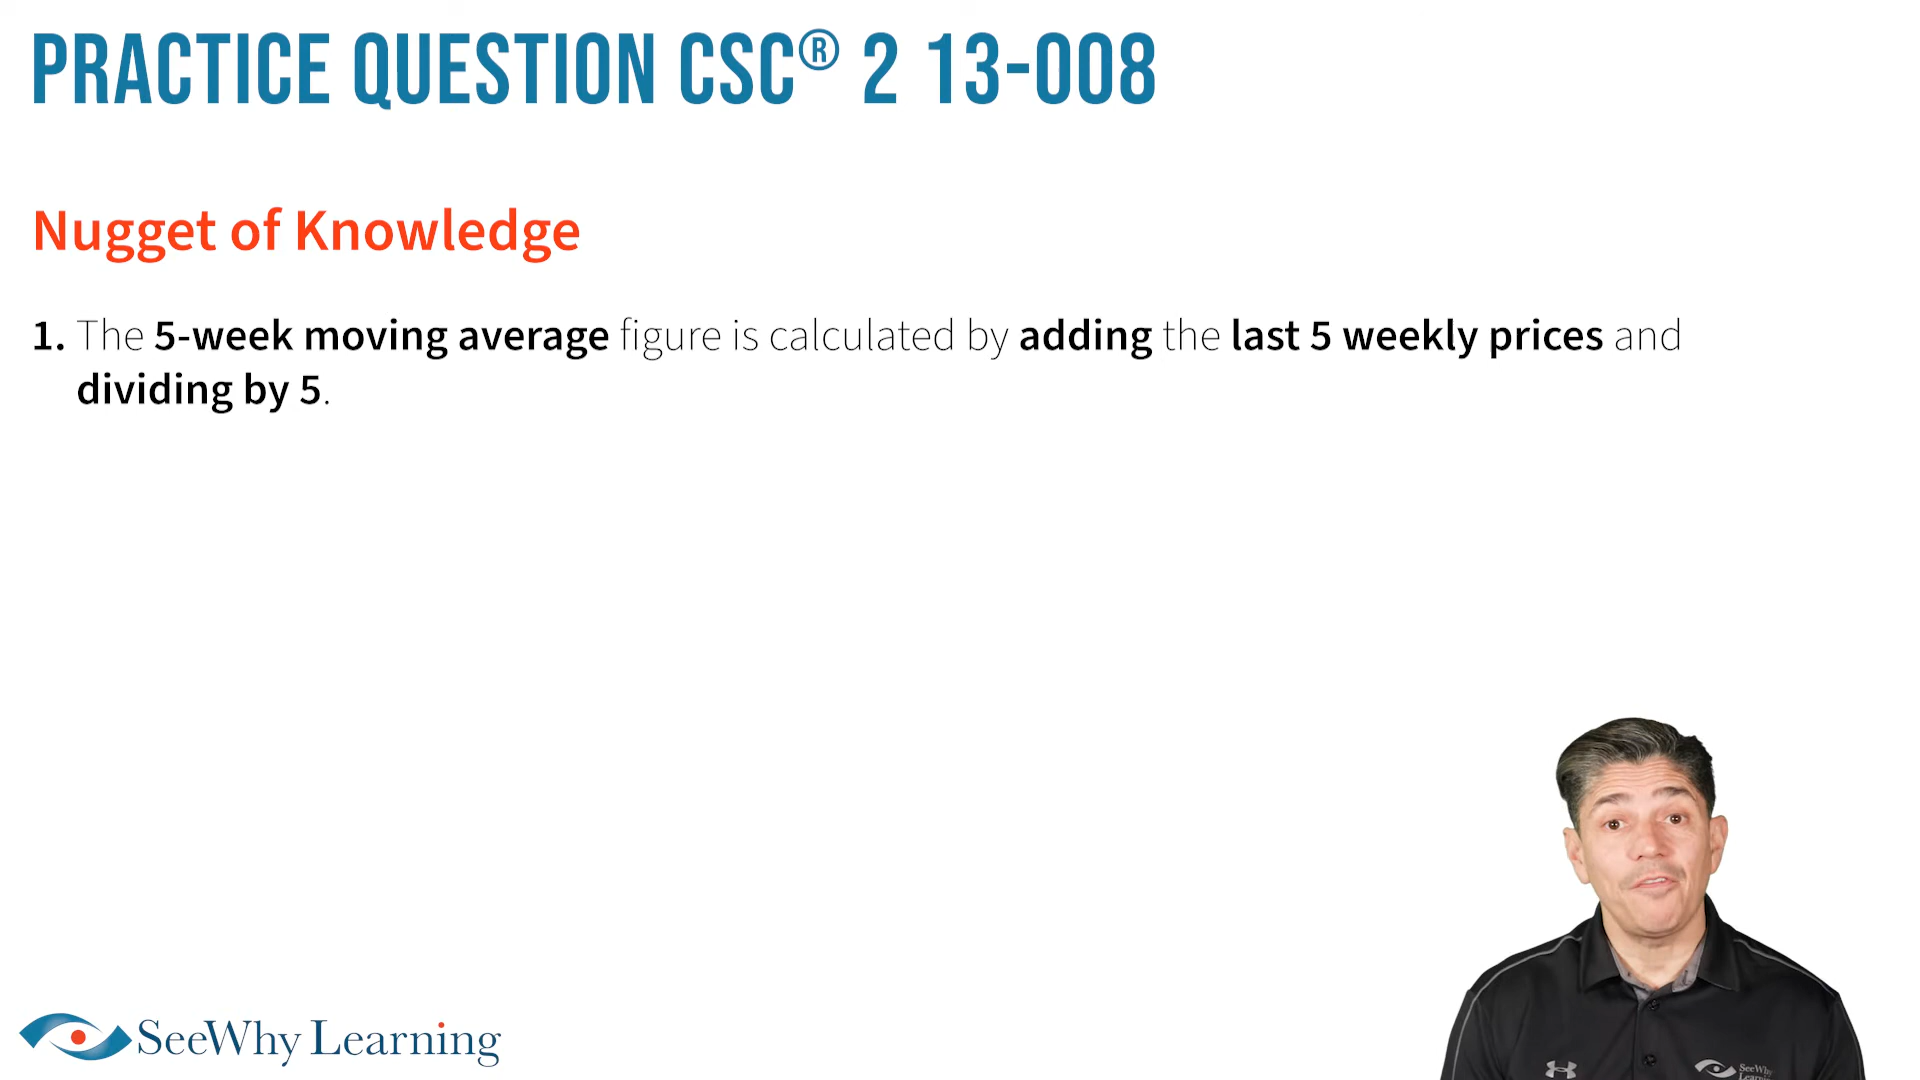 PRACTICE QUESTION CSC® 2 13-008
Nugget of Knowledge
1. The 5-week moving average figure is calculated by adding the last 5 weekly prices and
dividing by 5.
SeeWhy Learning